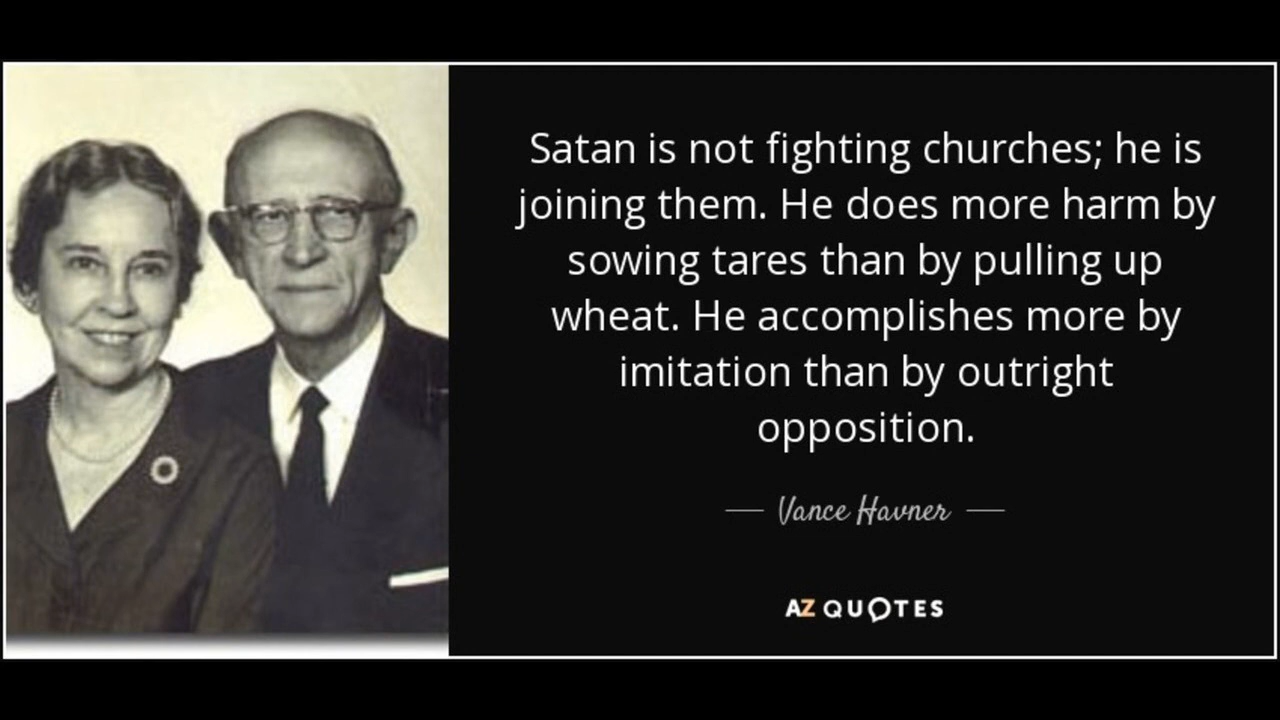 Satan is not fighting churches; he is
joining them. He does more harm by
sowing tares than by pulling up
wheat. He accomplishes more by
imitation than by outright
opposition.
Vance Havner
AZ QUOTES